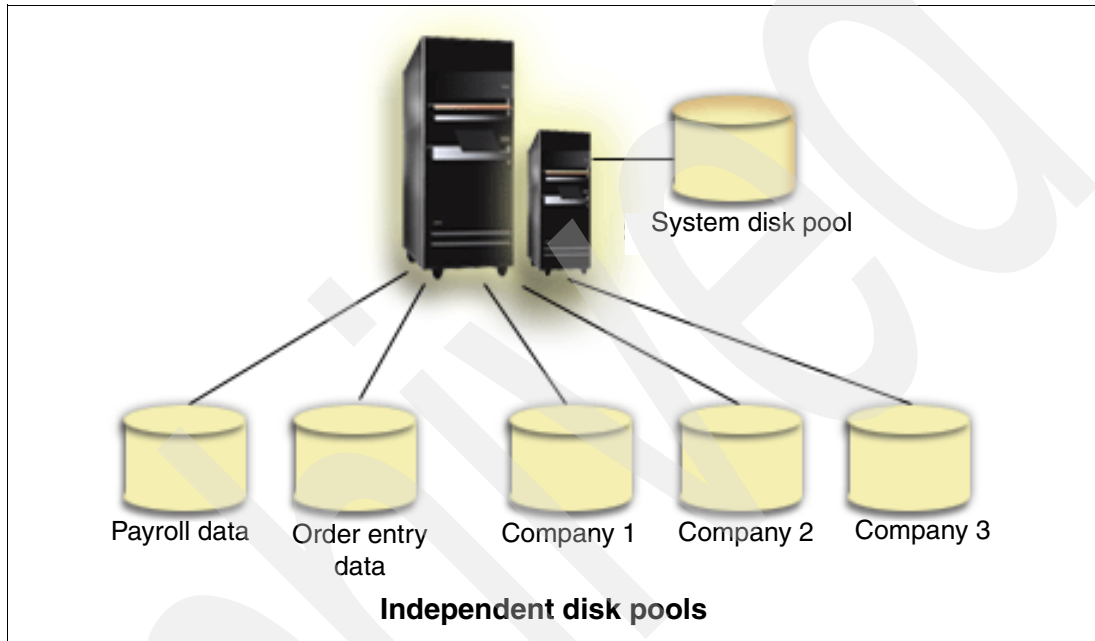 System disk pool
Payroll data
Order entry
data
Company 1
Company 2
Company 3
Independent disk pools